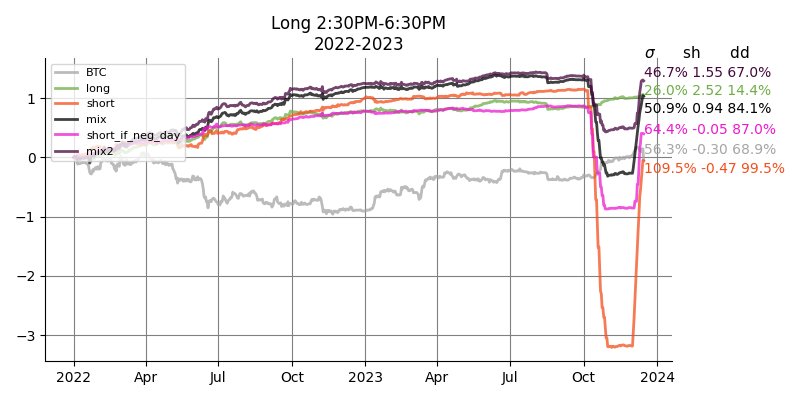 Long 2:30PM-6:30PM
2022-2023
σ sh dd
46.7% 1.55 67.0%
26.0% 2.52 14.4%
50.9% 0.94 84.1%
64.4% -0.05 87.0%
56.3% -0.30 68.9%
109.5% -0.47 99.5%
BTC
long
short
mix
short_if_neg_day
mix2
1
0
−1
−2
−3
2022 Apr Jul Oct 2023 Apr Jul Oct 2024